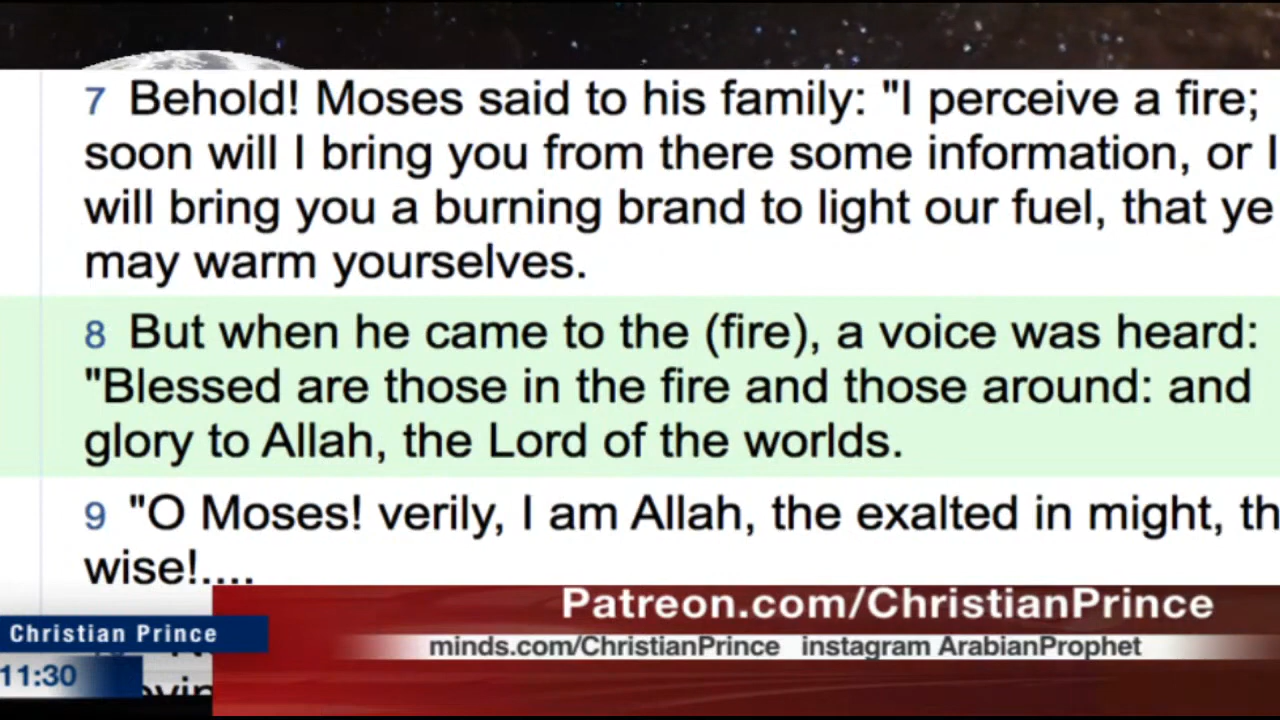 7 Behold! Moses said to his family: "I perceive a fire;
soon will I bring you from there some information, or I
will bring you a burning brand to light our fuel, that ye
may warm yourselves.
8 But when he came to the (fire), a voice was heard:
"Blessed are those in the fire and those around: and
glory to Allah, the Lord of the worlds.
9 "O Moses! verily, I am Allah, the exalted in might, th
wise!....
Patreon.com/ChristianPrince
Christian Prince
minds.com/ChristianPrince instagram ArabianProphet
11:30